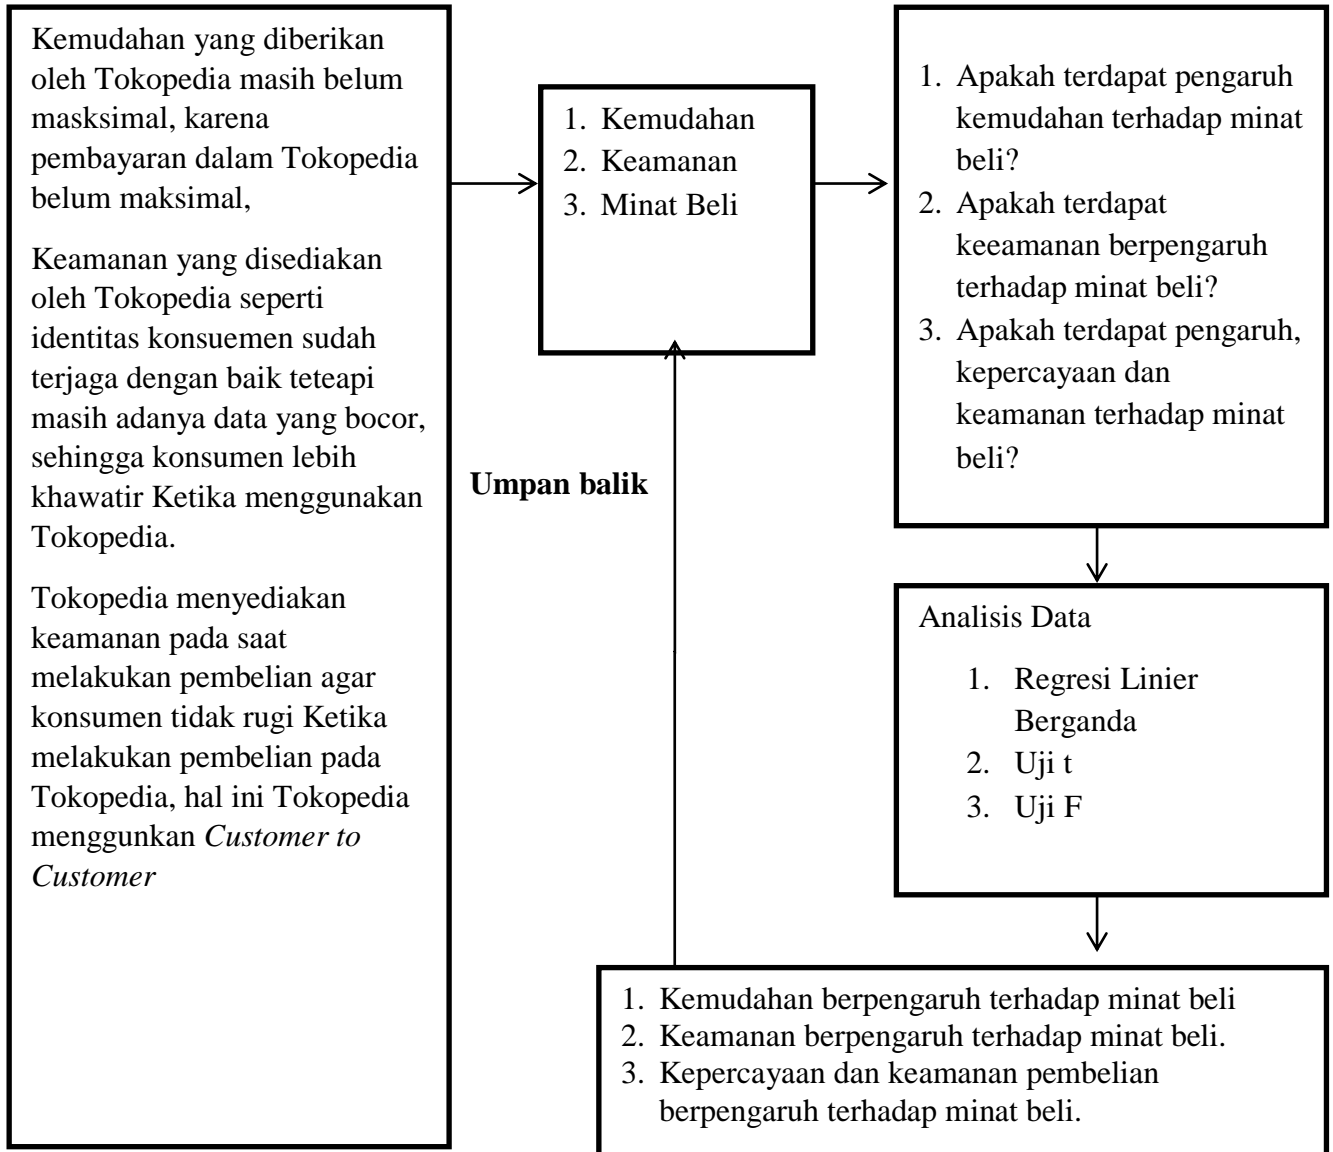 Kemudahan yang diberikan
oleh Tokopedia masih belum
masksimal, karena
pembayaran dalam Tokopedia
belum maksimal,
Keamanan yang disediakan
oleh Tokopedia seperti
identitas konsuemen sudah
terjaga dengan baik teteapi
masih adanya data yang bocor,
sehingga konsumen lebih
khawatir Ketika menggunakan
Tokopedia.
Tokopedia menyediakan
keamanan pada saat
melakukan pembelian agar
konsumen tidak rugi Ketika
melakukan pembelian pada
Tokopedia, hal ini Tokopedia
menggunkan Customer to
Customer
1. Kemudahan
2. Keamanan
3. Minat Beli
1. Apakah terdapat pengaruh
kemudahan terhadap minat
beli?
2. Apakah terdapat
keeamanan berpengaruh
terhadap minat beli?
3. Apakah terdapat pengaruh,
kepercayaan dan
keamanan terhadap minat
beli?
Umpan balik
Analisis Data
1. Regresi Linier
Berganda
2. Uji t
3. Uji F
1. Kemudahan berpengaruh terhadap minat beli
2. Keamanan berpengaruh terhadap minat beli.
3. Kepercayaan dan keamanan pembelian
berpengaruh terhadap minat beli.